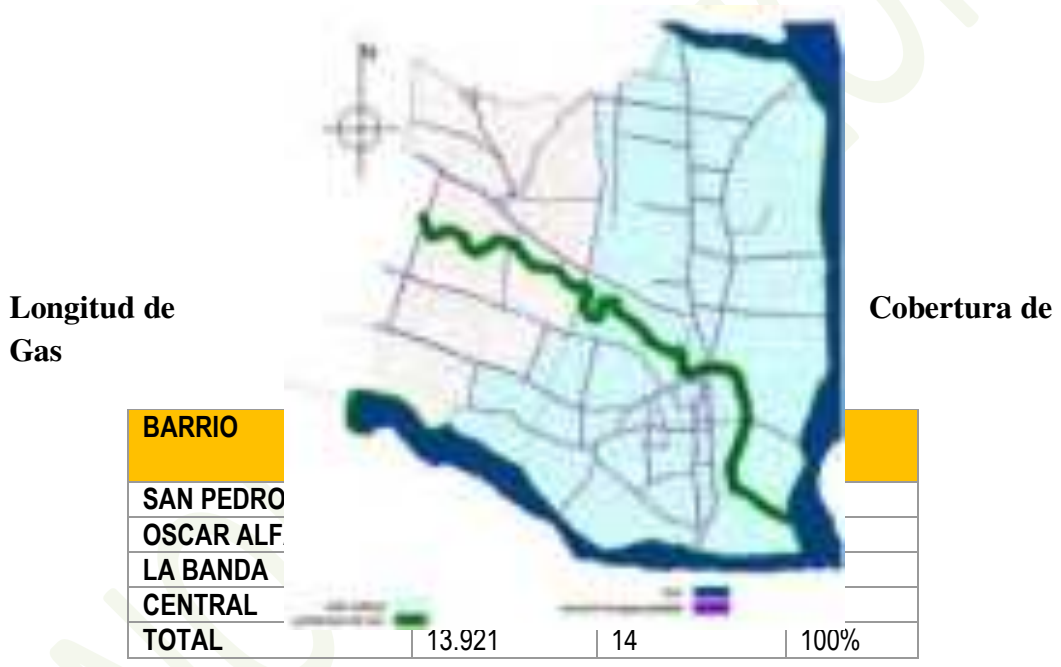 N
Longitud de Cobertura de
Gas
BARRIO
SAN PEDRO
OSCAR ALF
LA BANDA
CENTRAL
TOTAL 13.921 14 100%